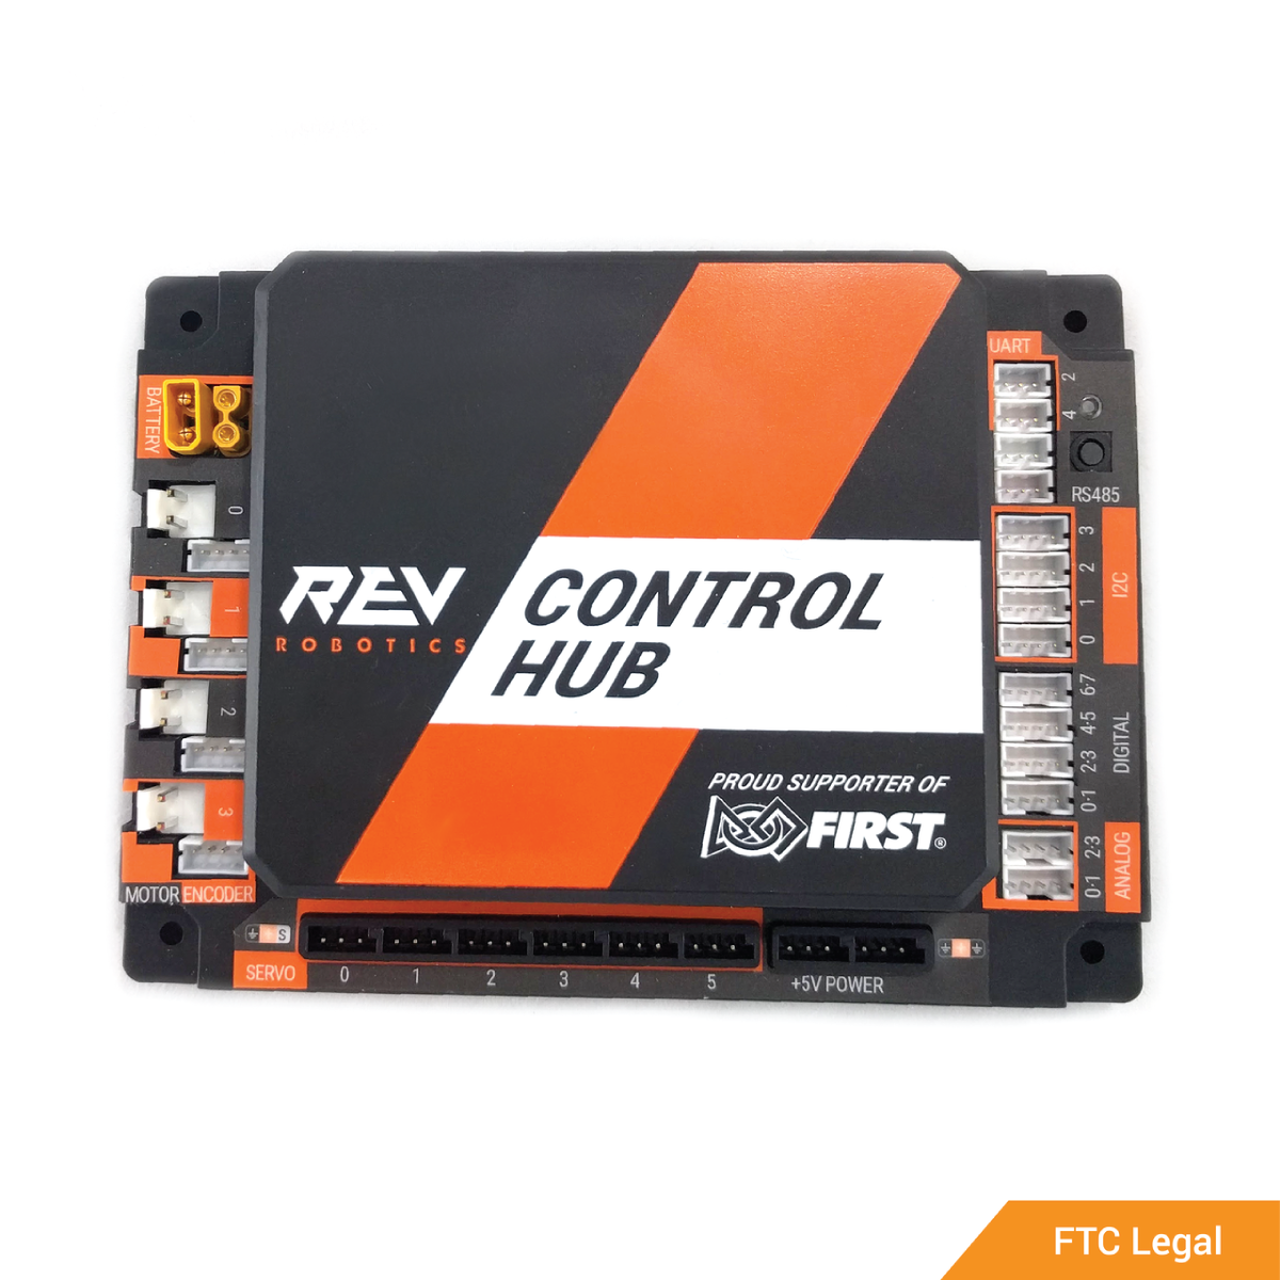 BATTERY
0
1
2
3
MOTOR ENCODER
REV
ROBOTICS
CONTROL
HUB
PROUD SUPPORTER OF
FIRST®
UART
2
4
RS485
3
2
1
0
I2C
6-7
4-5
2-3
0-1
DIGITAL
2-3
0-1
ANALOG
+ S
SERVO
0 1 2 3 4 5
+
+5V POWER
FTC Legal